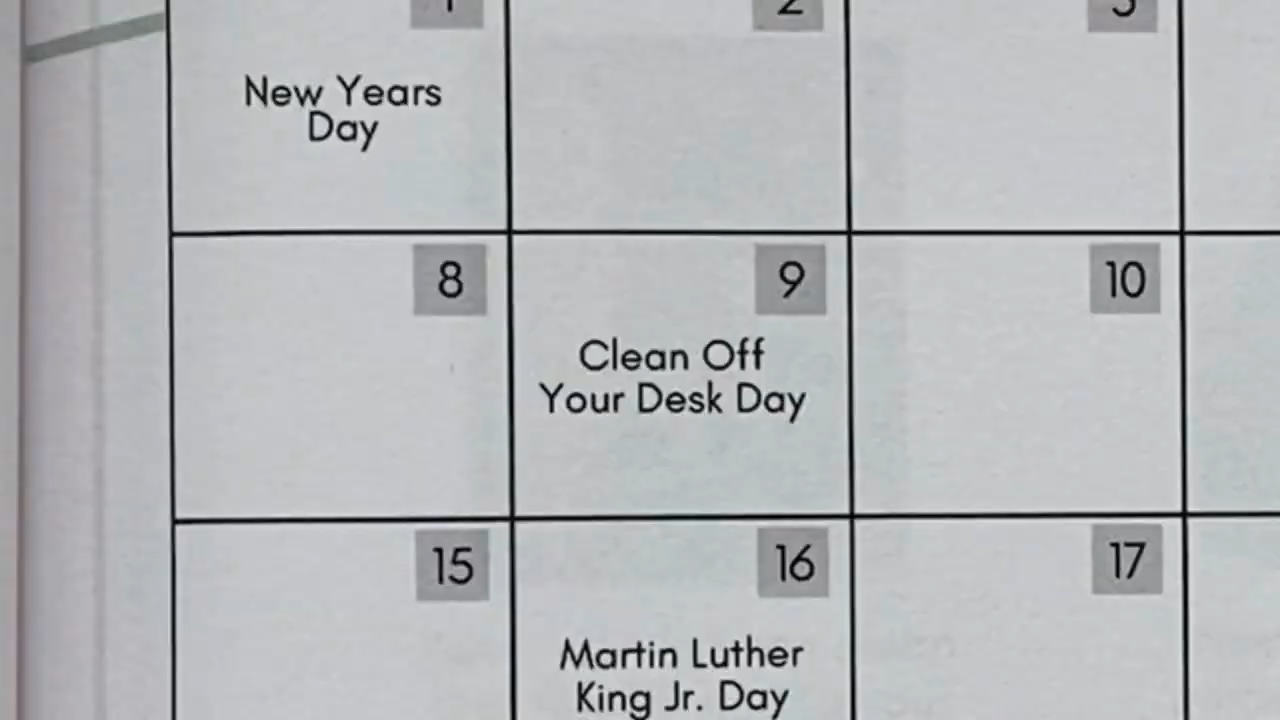 1 2 3
New Years
Day
8 9 10
Clean Off
Your Desk Day
15 16 17
Martin Luther
King Jr. Day